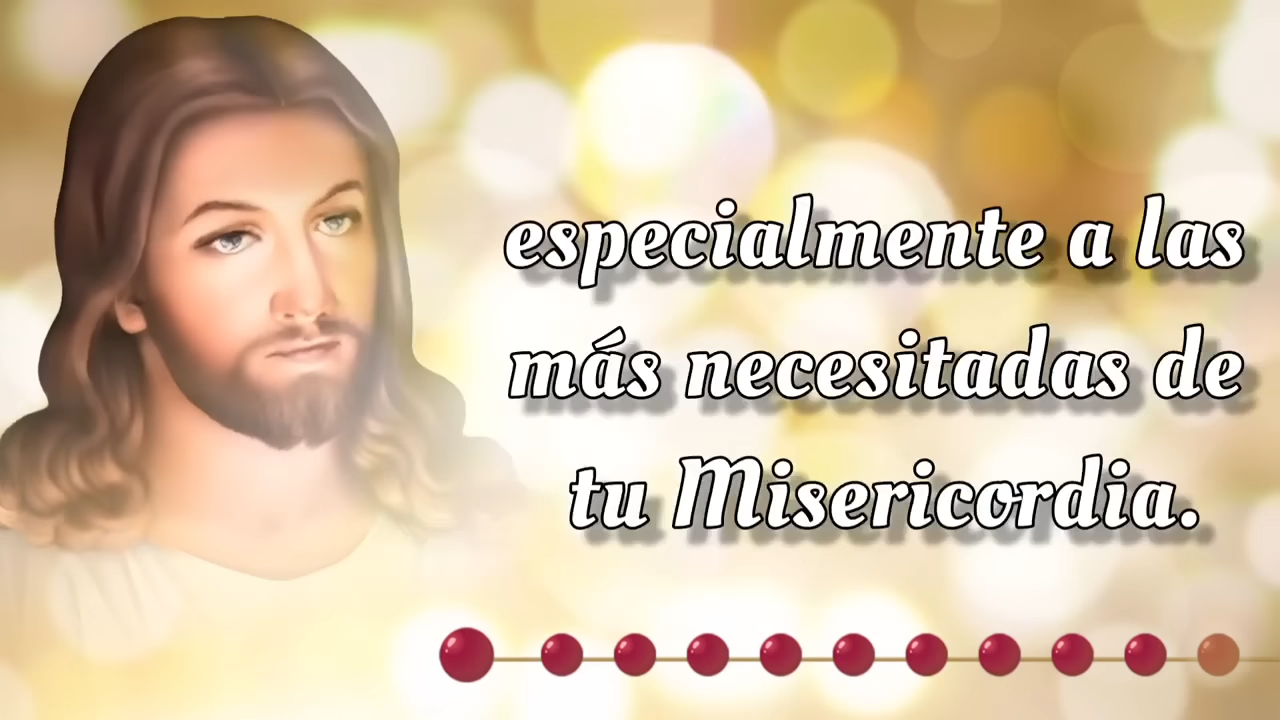 especialmente a las
más necesitadas de
tu Misericordia.